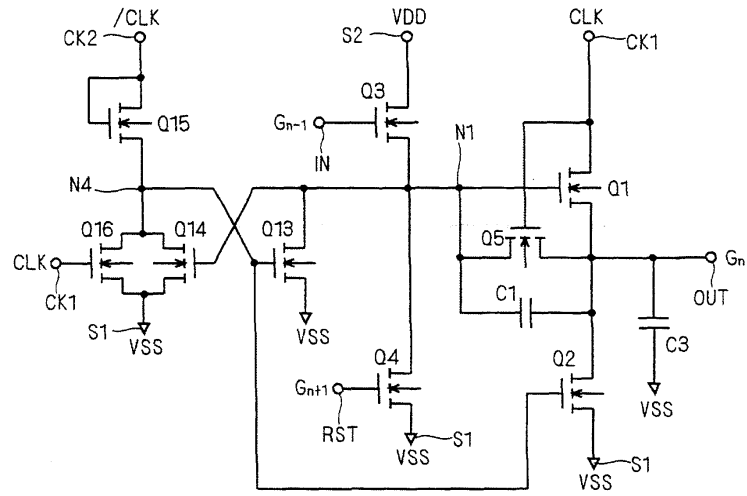 /CLK
CK2
VDD
S2
CLK
CK1
Q3
Q15
Gn-1
IN
N1
Q1
N4
Q16
Q14
Q13
Q5
CLK
CK1
Gn
OUT
VSS
C1
S1
VSS
C3
Q4
Q2
Gn+1
RST
VSS
S1
VSS
S1
VSS